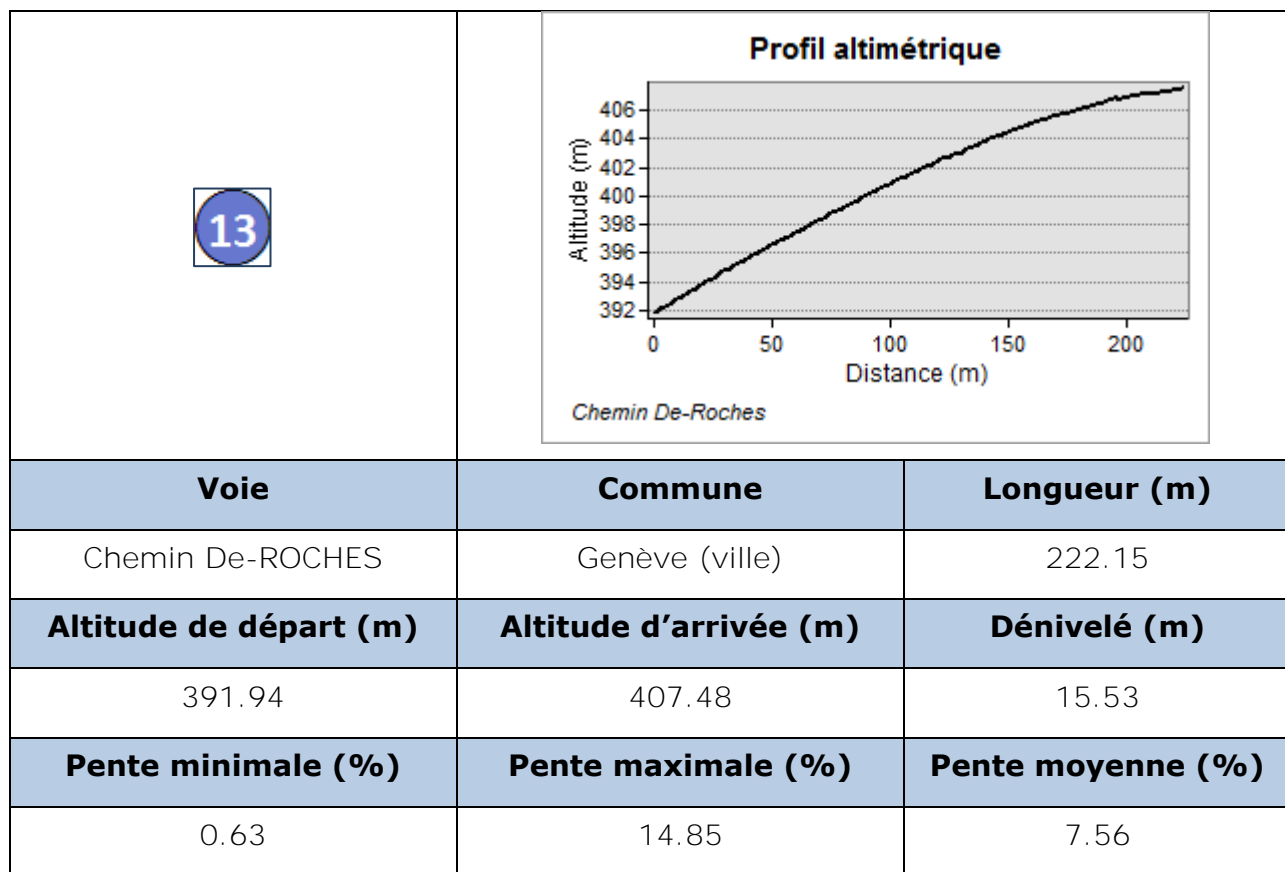 13
Profil altimétrique
Altitude (m)
406
404
402
400
398
396
394
392
0 50 100 150 200
Distance (m)
Chemin De-Roches
Voie Commune Longueur (m)
Chemin De-ROCHES Genève (ville) 222.15
Altitude de départ (m) Altitude d’arrivée (m) Dénivelé (m)
391.94 407.48 15.53
Pente minimale (%) Pente maximale (%) Pente moyenne (%)
0.63 14.85 7.56